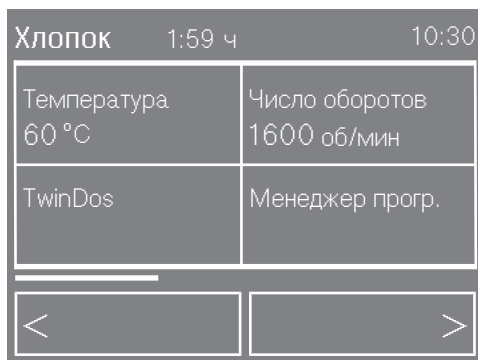 Хлопок 1:59 ч 10:30
Температура Число оборотов
60 °C 1600 об/мин
TwinDos Менеджер прогр.
< >